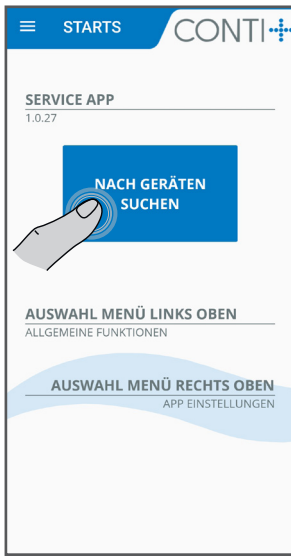 STARTS
CONTI+
SERVICE APP
1.0.27
NACH GERÄTEN
SUCHEN
AUSWAHL MENÜ LINKS OBEN
ALLGEMEINE FUNKTIONEN
AUSWAHL MENÜ RECHTS OBEN
APP EINSTELLUNGEN